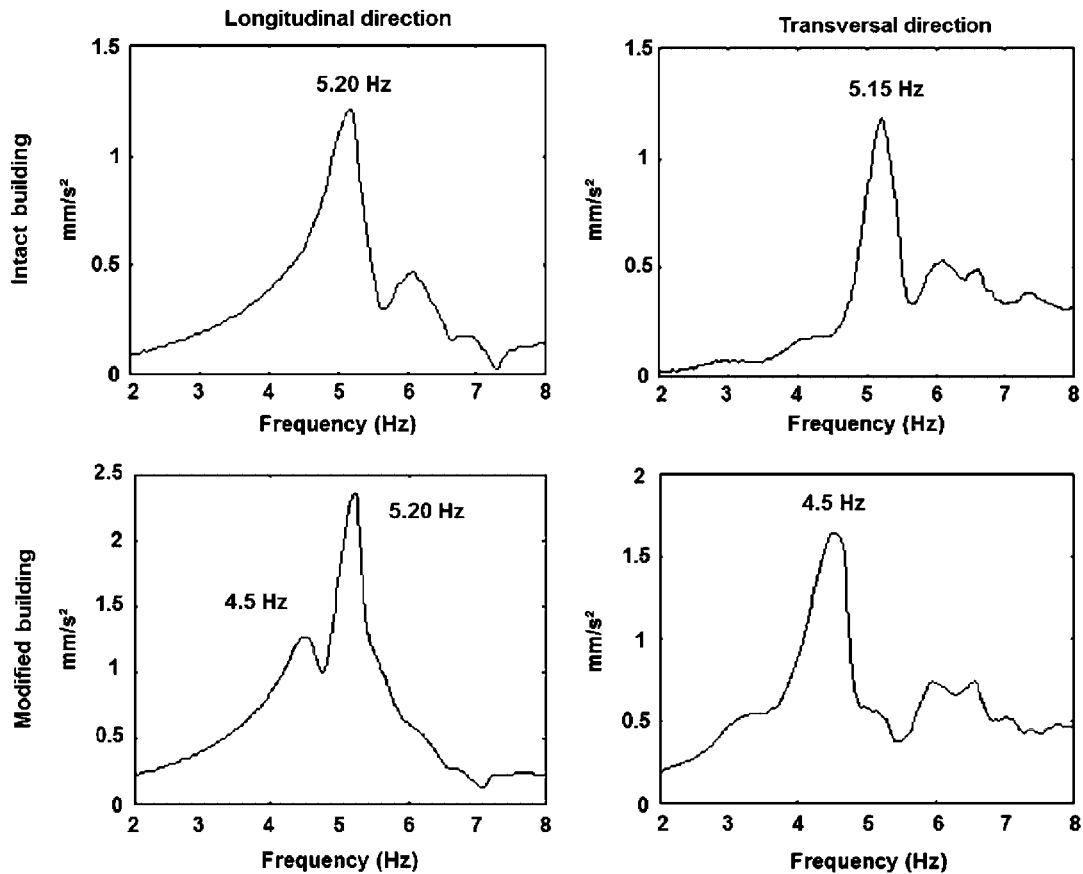 Longitudinal direction
Transversal direction
Intact building
mm/s²
1.5
1
0.5
0
5.20 Hz
2 3 4 5 6 7 8
Frequency (Hz)
mm/s²
1.5
1
0.5
0
5.15 Hz
2 3 4 5 6 7 8
Frequency (Hz)
Modified building
mm/s²
2.5
2
1.5
1
0.5
0
5.20 Hz
4.5 Hz
2 3 4 5 6 7 8
Frequency (Hz)
mm/s²
2
1.5
1
0.5
0
4.5 Hz
2 3 4 5 6 7 8
Frequency (Hz)